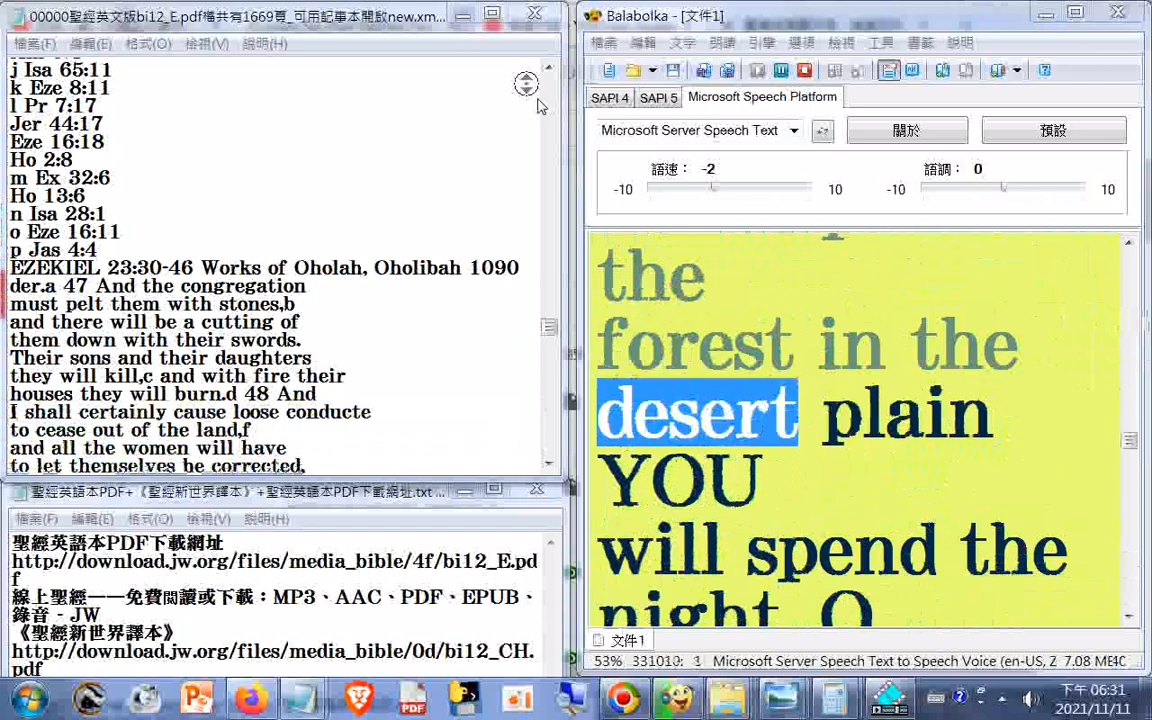 00000聖經英文版bi12_E.pdf檔共有1669頁_可用記事本開啟new.xm...
檔案(F) 編輯(E) 格式(O) 檢視(V) 說明(H)
j Isa 65:11
k Eze 8:11
l Pr 7:17
Jer 44:17
Eze 16:18
Ho 2:8
m Ex 32:6
Ho 13:6
n Isa 28:1
o Eze 16:11
p Jas 4:4
EZEKIEL 23:30-46 Works of Oholah, Oholibah 1090
der.a 47 And the congregation
must pelt them with stones,b
and there will be a cutting of
them down with their swords.
Their sons and their daughters
they will kill,c and with fire their
houses they will burn.d 48 And
I shall certainly cause loose conducte
to cease out of the land,f
and all the women will have
to let themselves be corrected,
聖經英語本PDF+《聖經新世界譯本》+聖經英語本PDF下載網址.txt ...
檔案(F) 編輯(E) 格式(O) 檢視(V) 說明(H)
聖經英語本PDF下載網址
http://download.jw.org/files/media_bible/4f/bi12_E.pd
f
線上聖經——免費閱讀或下載：MP3、AAC、PDF、EPUB、
錄音 - JW
《聖經新世界譯本》
http://download.jw.org/files/media_bible/0d/bi12_CH.
pdf
Balabolka - [文件1]
檔案 編輯 文字 朗讀 引擎 選項 檢視 工具 書籤 說明
SAPI 4 SAPI 5 Microsoft Speech Platform
Microsoft Server Speech Text 關於 預設
語速： -2 語調： 0
-10 10 -10 10
the
forest in the
desert plain
YOU
will spend the
night, O
文件1
53% Microsoft Server Speech Text to Speech Voice (en-US, Z
下午 06:31
2021/11/11